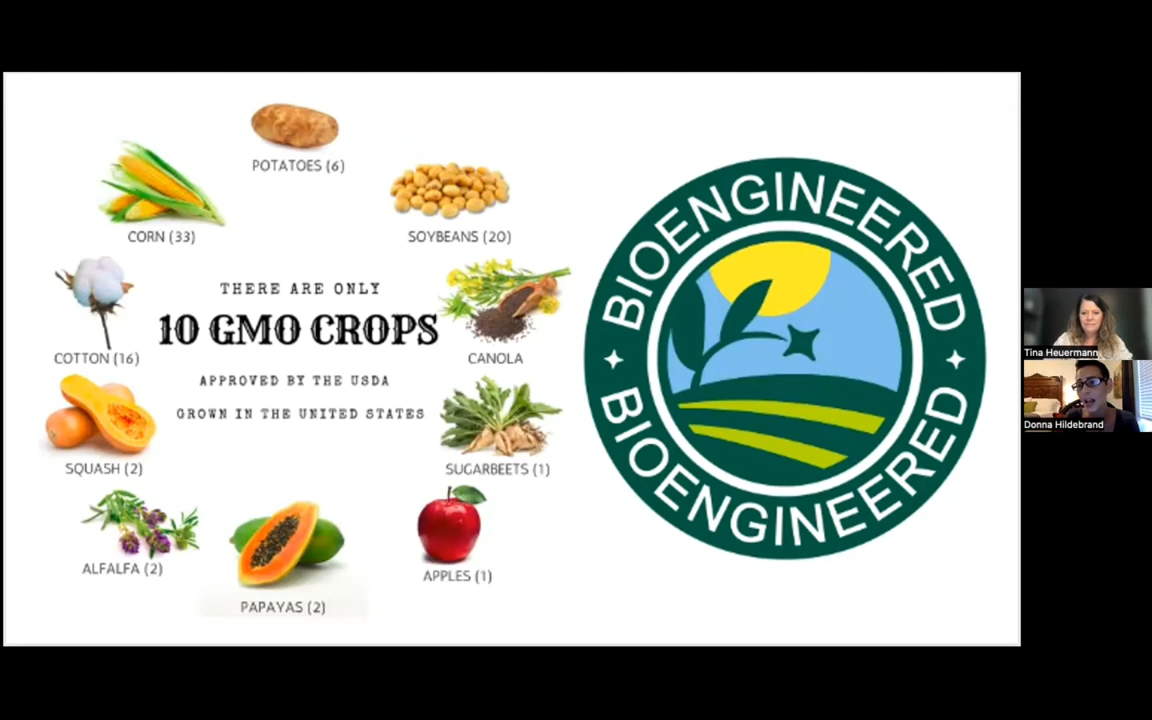 POTATOES (6)
CORN (33)
SOYBEANS (20)
THERE ARE ONLY
10 GMO CROPS
APPROVED BY THE USDA
GROWN IN THE UNITED STATES
COTTON (16)
CANOLA
SQUASH (2)
SUGARBEETS (1)
ALFALFA (2)
APPLES (1)
PAPAYAS (2)
BIOENGINEERED
BIOENGINEERED
Tina Heuermann
Donna Hildebrand